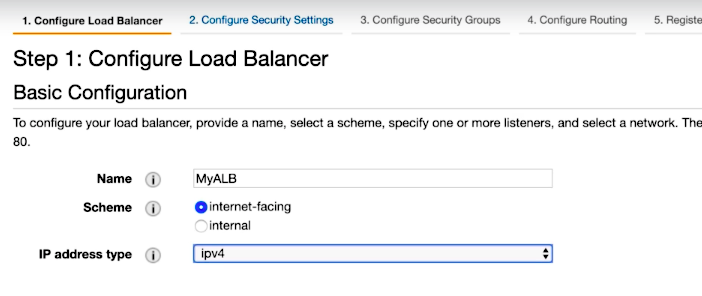 1. Configure Load Balancer 2. Configure Security Settings 3. Configure Security Groups 4. Configure Routing 5. Registe
Step 1: Configure Load Balancer
Basic Configuration
To configure your load balancer, provide a name, select a scheme, specify one or more listeners, and select a network. The
80.
Name i MyALB
Scheme i internet-facing
internal
IP address type i ipv4